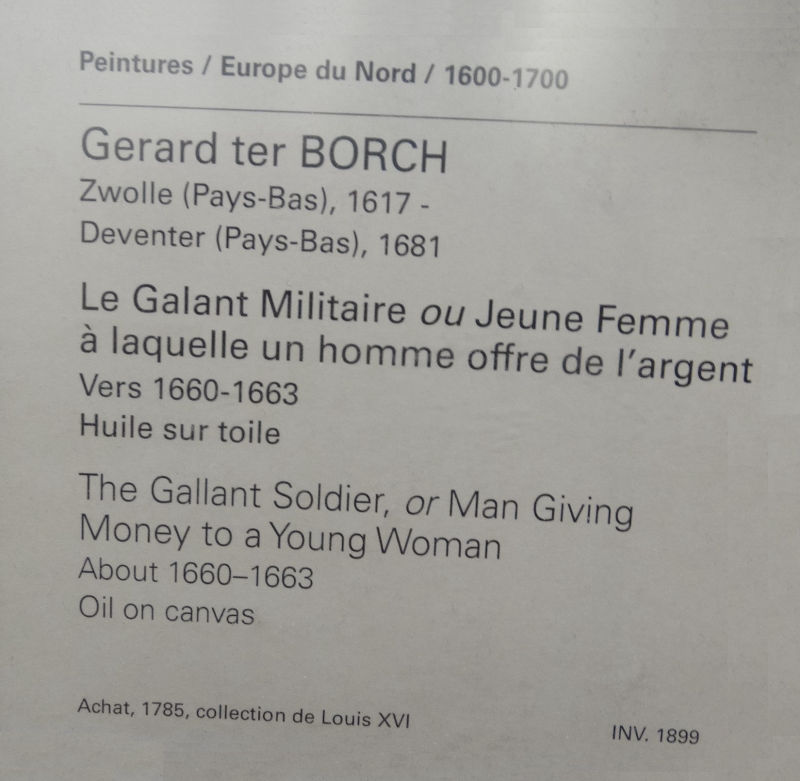 Peintures / Europe du Nord / 1600-1700
Gerard ter BORCH
Zwolle (Pays-Bas), 1617 -
Deventer (Pays-Bas), 1681
Le Galant Militaire ou Jeune Femme
à laquelle un homme offre de l'argent
Vers 1660-1663
Huile sur toile
The Gallant Soldier, or Man Giving
Money to a Young Woman
About 1660–1663
Oil on canvas
Achat, 1785, collection de Louis XVI
INV. 1899